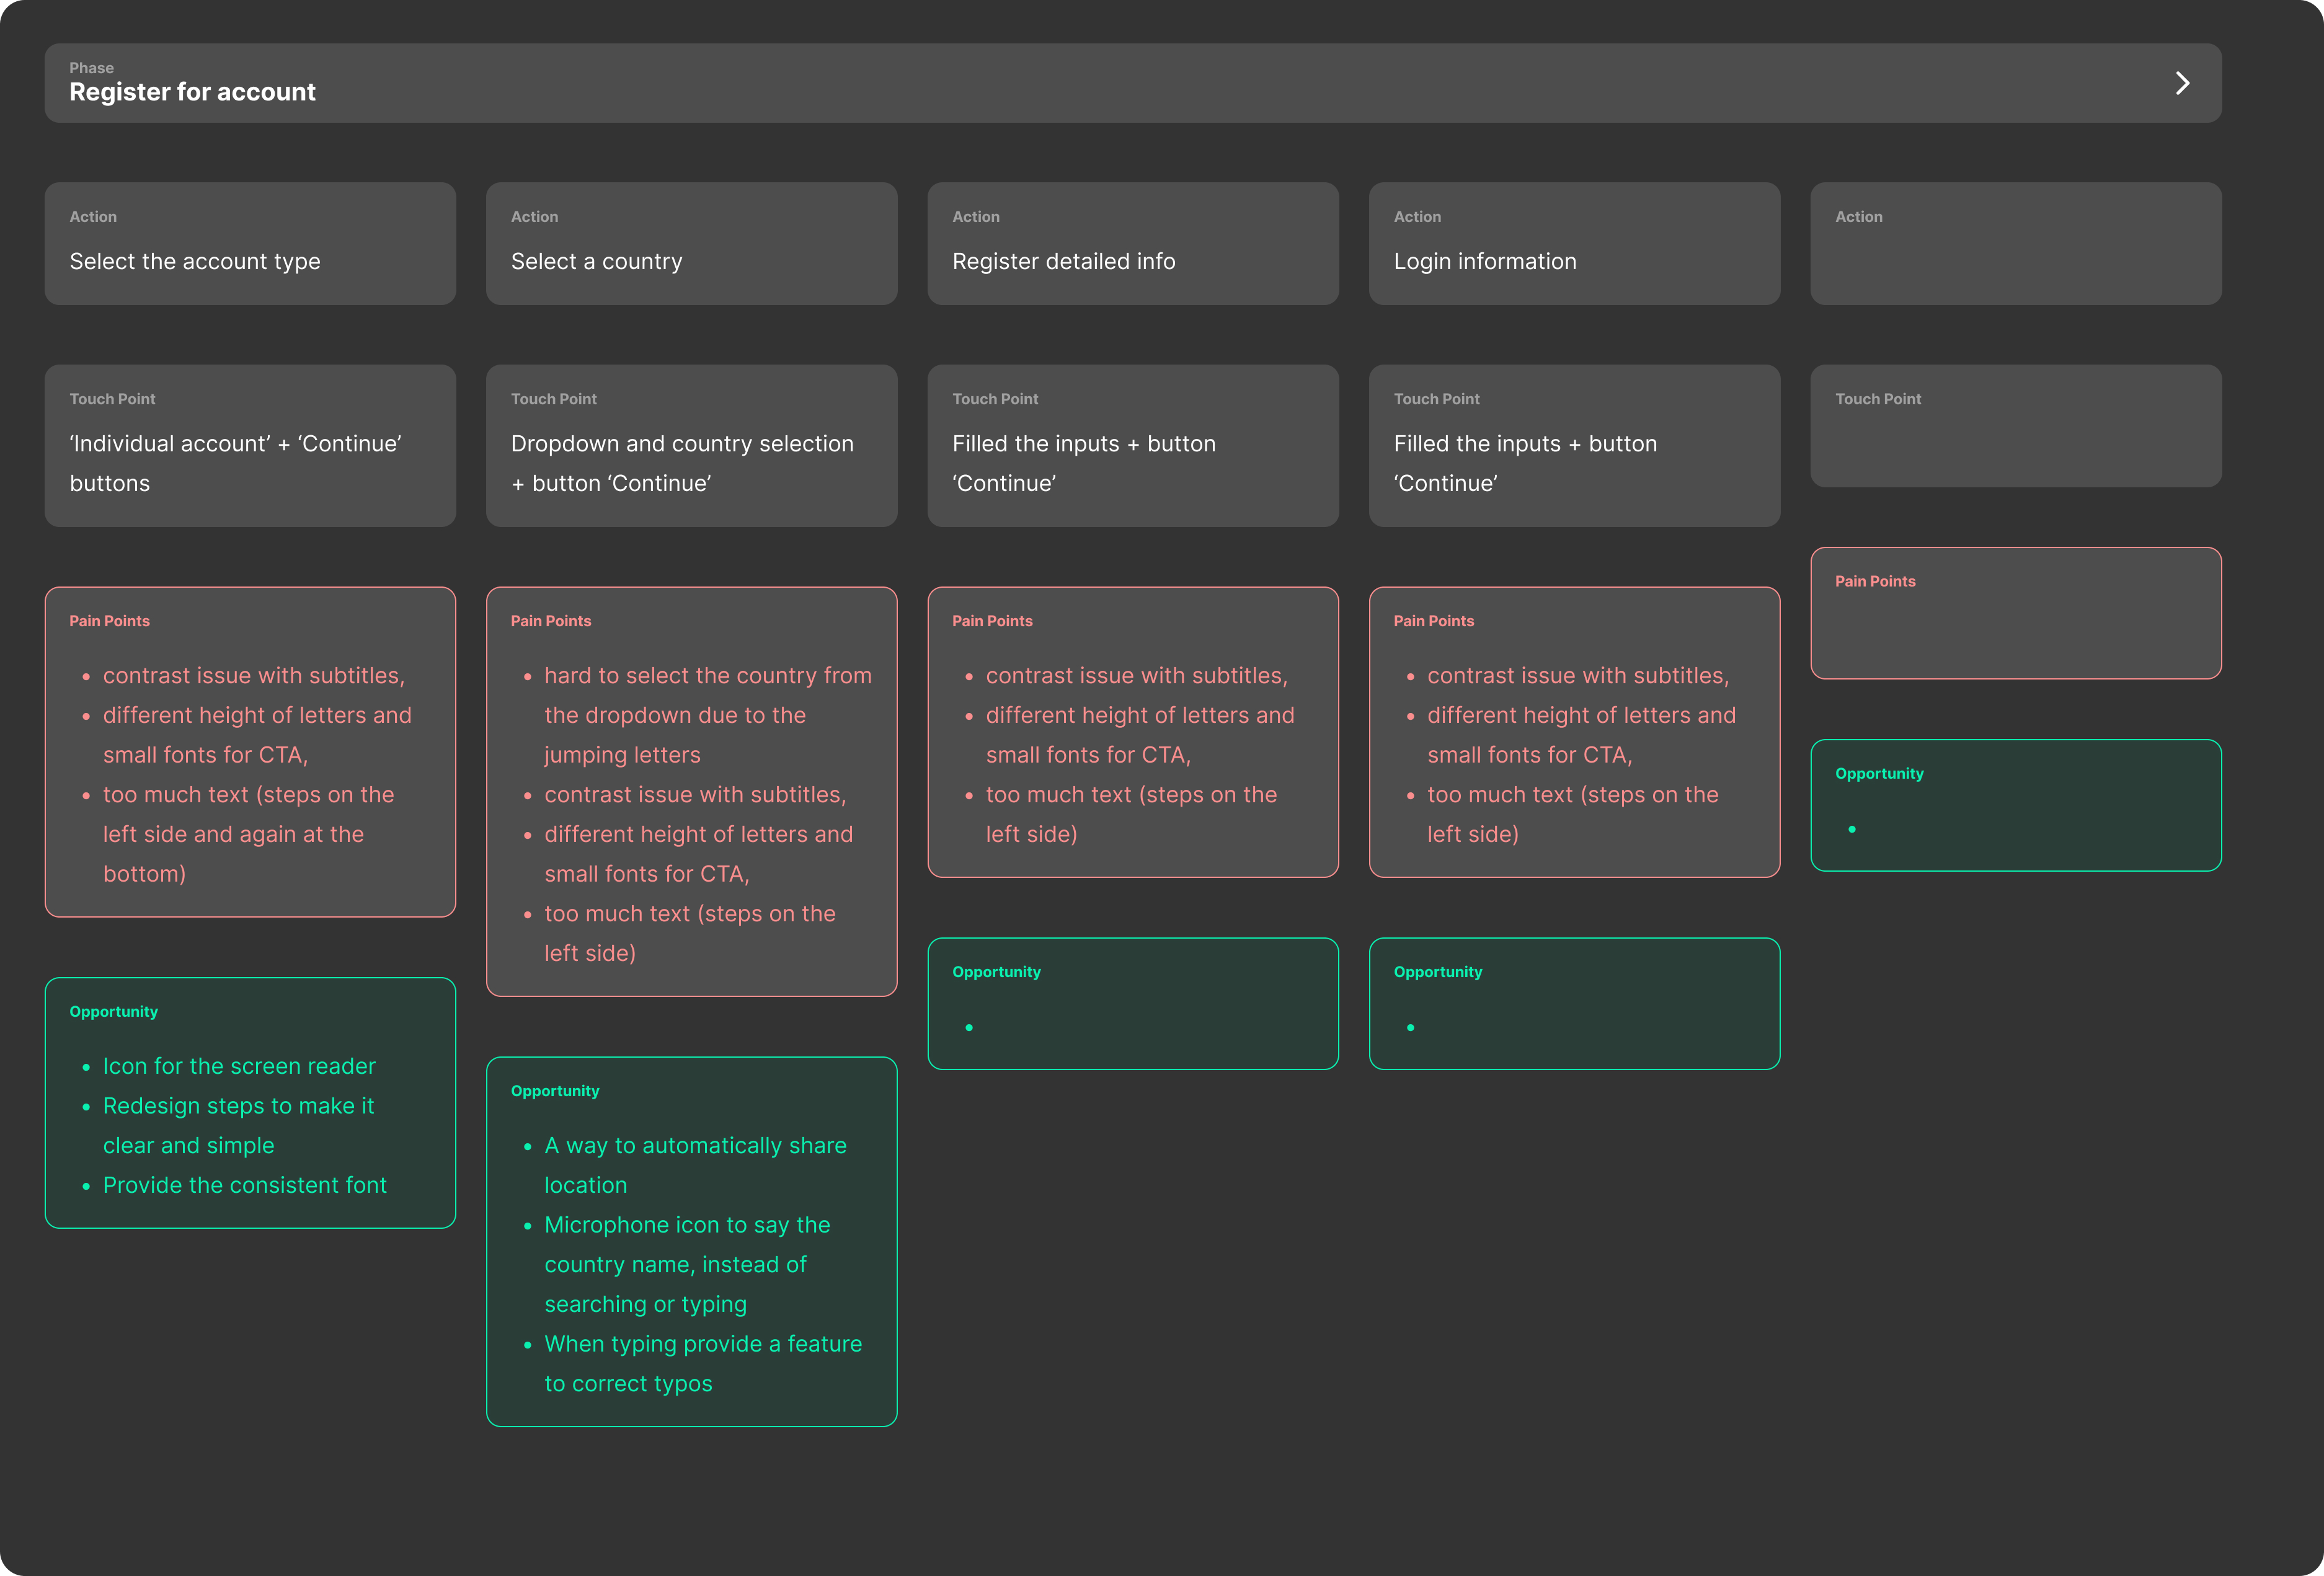 Phase
Register for account
Action
Select the account type
Action
Select a country
Action
Register detailed info
Action
Login information
Action
Touch Point
‘Individual account’ + ‘Continue’
buttons
Touch Point
Dropdown and country selection
+ button ‘Continue’
Touch Point
Filled the inputs + button
‘Continue’
Touch Point
Filled the inputs + button
‘Continue’
Touch Point
Pain Points
• contrast issue with subtitles,
• different height of letters and
small fonts for CTA,
• too much text (steps on the
left side and again at the
bottom)
Pain Points
• hard to select the country from
the dropdown due to the
jumping letters
• contrast issue with subtitles,
• different height of letters and
small fonts for CTA,
• too much text (steps on the
left side)
Pain Points
• contrast issue with subtitles,
• different height of letters and
small fonts for CTA,
• too much text (steps on the
left side)
Pain Points
• contrast issue with subtitles,
• different height of letters and
small fonts for CTA,
• too much text (steps on the
left side)
Pain Points
Opportunity
• Icon for the screen reader
• Redesign steps to make it
clear and simple
• Provide the consistent font
Opportunity
• A way to automatically share
location
• Microphone icon to say the
country name, instead of
searching or typing
• When typing provide a feature
to correct typos
Opportunity
•
Opportunity
•
Opportunity
•